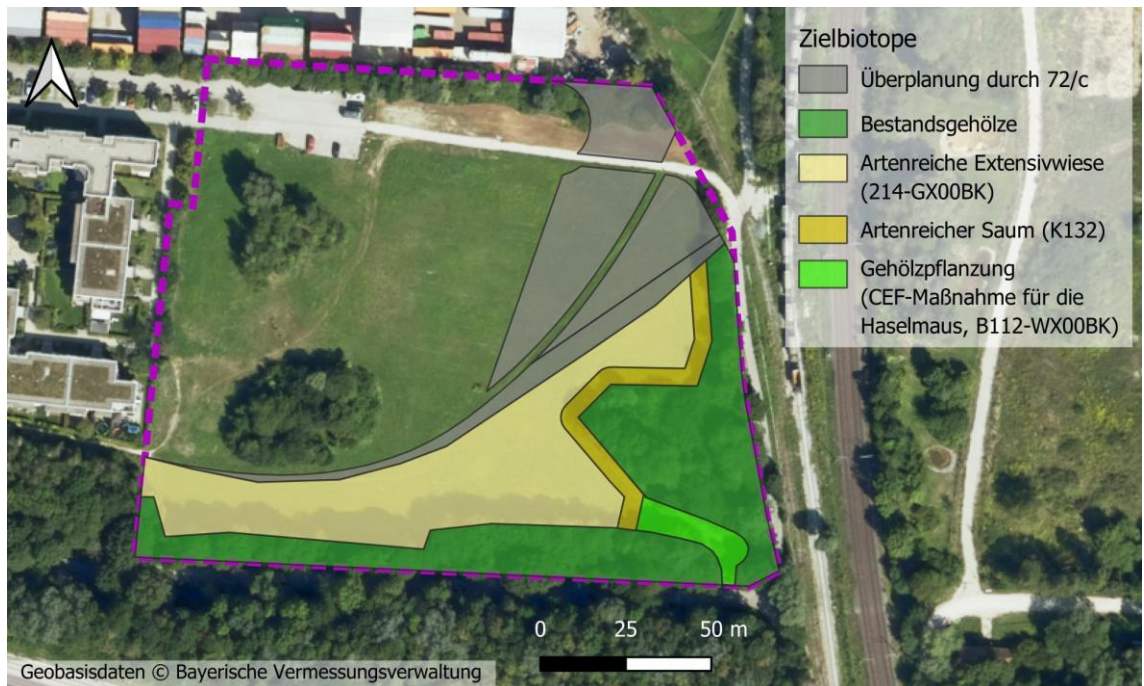 Zielbiotope
Überplanung durch 72/c
Bestandsgehölze
Artenreiche Extensivwiese
(214-GX00BK)
Artenreicher Saum (K132)
Gehölzpflanzung
(CEF-Maßnahme für die
Haselmaus, B112-WX00BK)
0 25 50 m
Geobasisdaten © Bayerische Vermessungsverwaltung